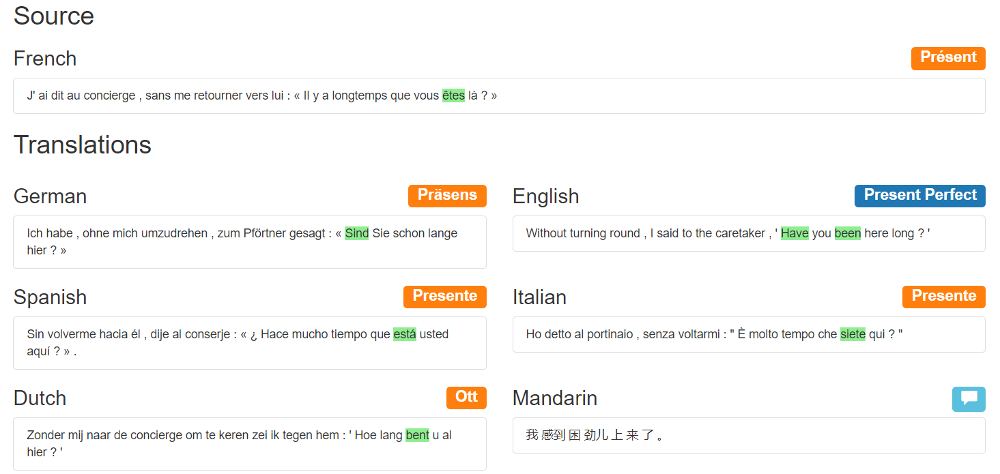 Source
French
Présent
J' ai dit au concierge , sans me retourner vers lui : « Il y a longtemps que vous êtes là ? »
Translations
German
Präsens
Ich habe , ohne mich umzudrehen , zum Pförtner gesagt : « Sind Sie schon lange
hier ? »
English
Present Perfect
Without turning round , I said to the caretaker , ' Have you been here long ? '
Spanish
Presente
Sin volverme hacia él , dije al conserje : « ¿ Hace mucho tiempo que está usted
aquí ? » .
Italian
Presente
Ho detto al portinaio , senza voltarmi : " È molto tempo che siete qui ? "
Dutch
Ott
Zonder mij naar de concierge om te keren zei ik tegen hem : ' Hoe lang bent u al
hier ? '
Mandarin
我 感到 困 劲儿 上 来 了 。